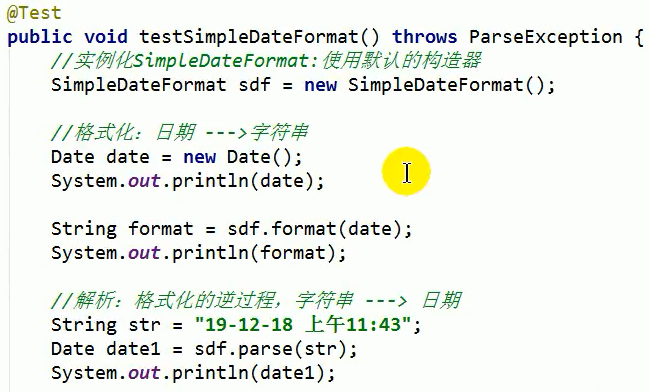 @Test
public void testSimpleDateFormat() throws ParseException {
//实例化SimpleDateFormat:使用默认的构造器
SimpleDateFormat sdf = new SimpleDateFormat();
//格式化：日期 --->字符串
Date date = new Date();
System.out.println(date);
String format = sdf.format(date);
System.out.println(format);
//解析：格式化的逆过程，字符串 ---> 日期
String str = "19-12-18 上午11:43";
Date date1 = sdf.parse(str);
System.out.println(date1);